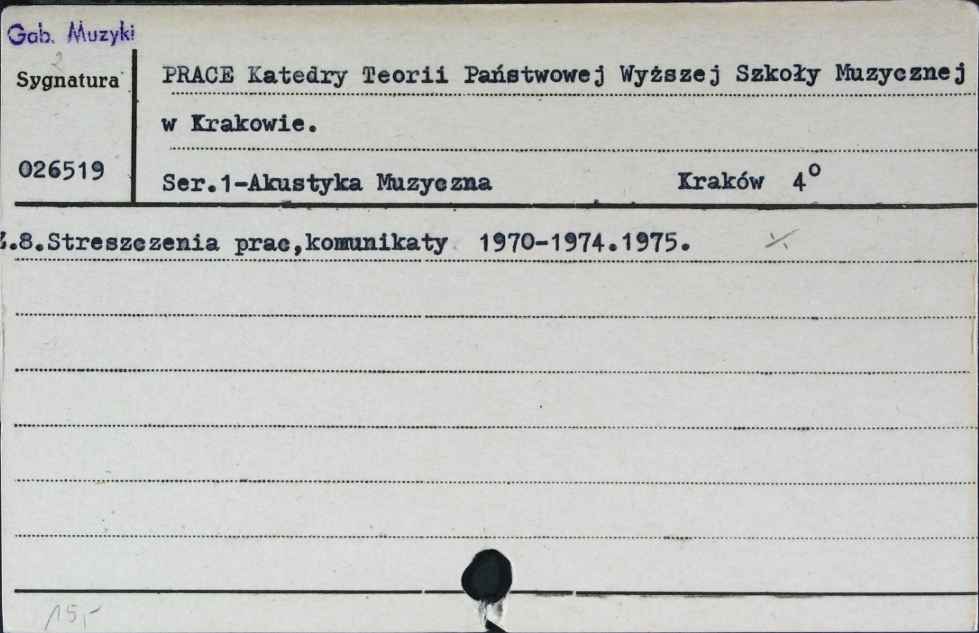 Gab. Muzyki
Sygnatura
PRACE Katedry Teorii Państwowej Wyższej Szkoły Muzycznej
w Krakowie.
026519
Ser.1-Akustyka Muzyczna Kraków 4°
Z.8.Streszczenia prac,komunikaty 1970-1974.1975.
15,-